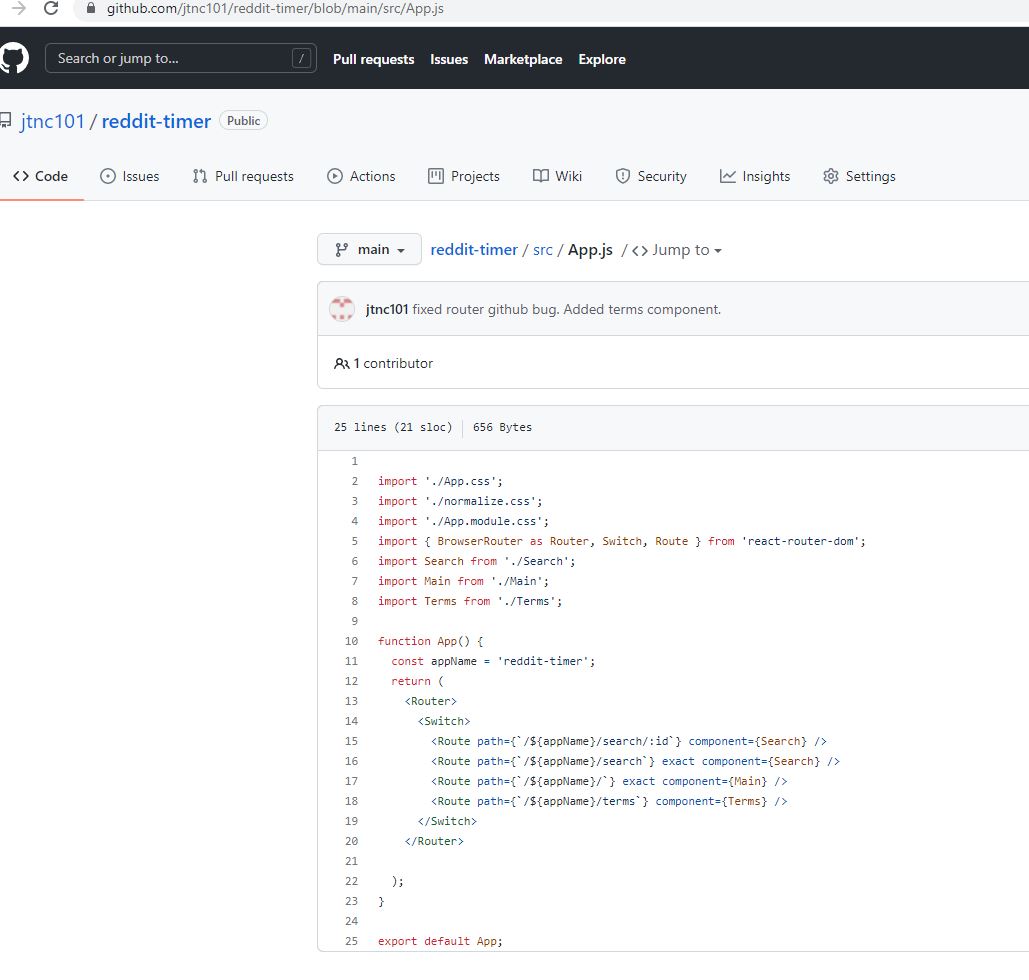 github.com/jtnc101/reddit-timer/blob/main/src/App.js
Search or jump to... / Pull requests Issues Marketplace Explore
jtnc101 / reddit-timer Public
<> Code Issues Pull requests Actions Projects Wiki Security Insights Settings
main reddit-timer / src / App.js / <> Jump to
jtnc101 fixed router github bug. Added terms component.
1 contributor
25 lines (21 sloc) 656 Bytes
1
2 import './App.css';
3 import './normalize.css';
4 import './App.module.css';
5 import { BrowserRouter as Router, Switch, Route } from 'react-router-dom';
6 import Search from './Search';
7 import Main from './Main';
8 import Terms from './Terms';
9
10 function App() {
11   const appName = 'reddit-timer';
12   return (
13     <Router>
14       <Switch>
15         <Route path={`/${appName}/search/:id`} component={Search} />
16         <Route path={`/${appName}/search`} exact component={Search} />
17         <Route path={`/${appName}/`} exact component={Main} />
18         <Route path={`/${appName}/terms`} component={Terms} />
19       </Switch>
20     </Router>
21
22   );
23 }
24
25 export default App;